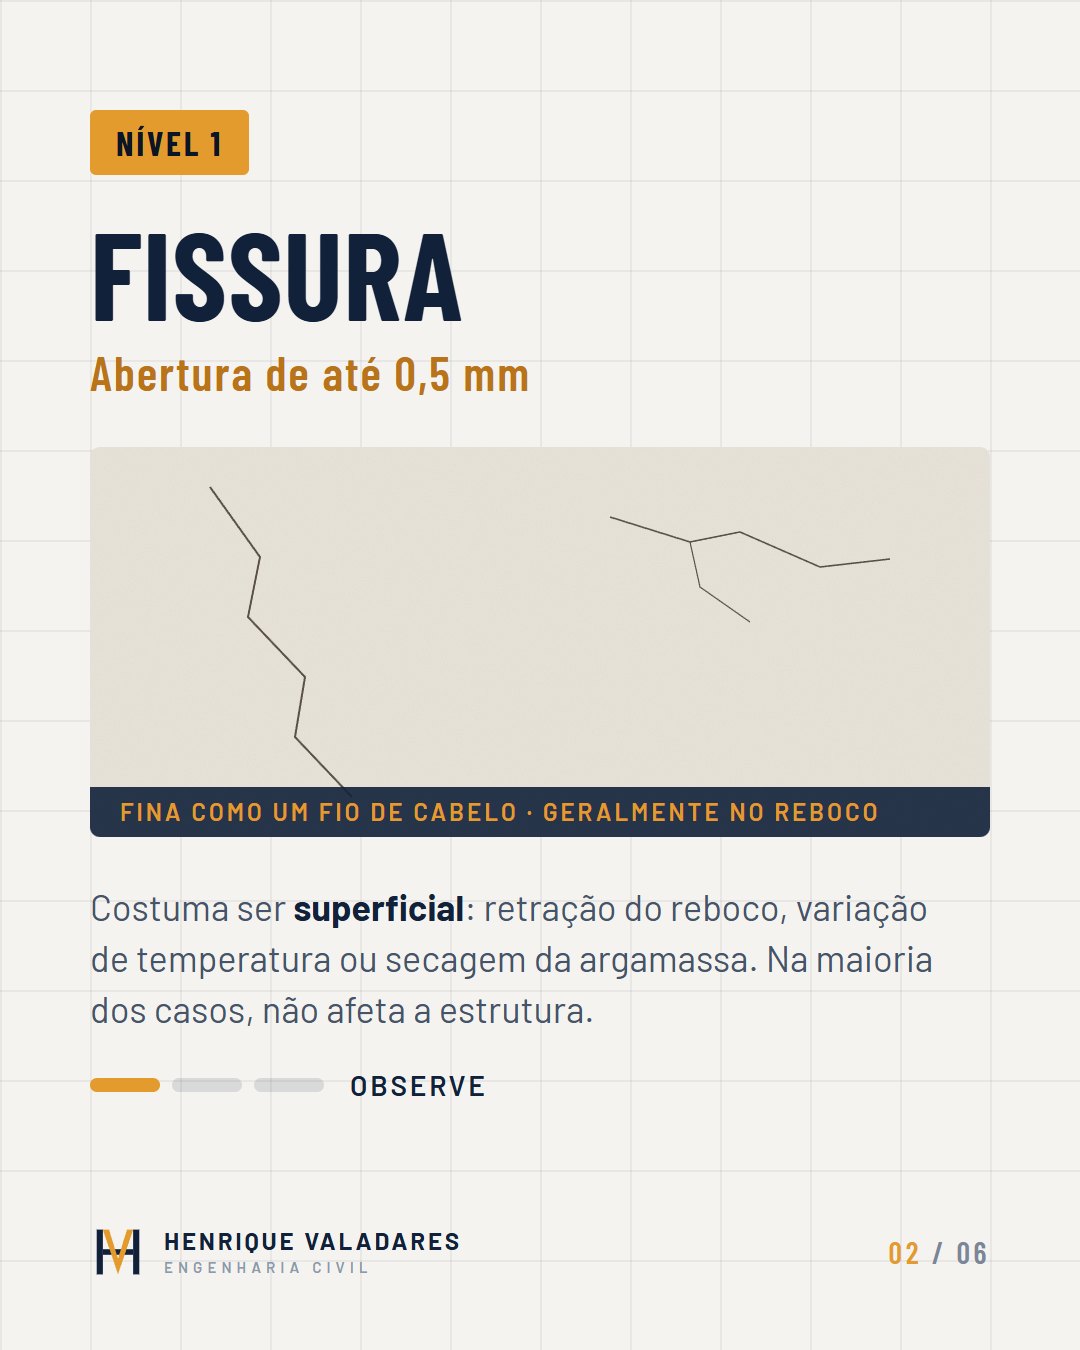 NÍVEL 1
FISSURA
Abertura de até 0,5 mm
FINA COMO UM FIO DE CABELO · GERALMENTE NO REBOCO
Costuma ser superficial: retração do reboco, variação
de temperatura ou secagem da argamassa. Na maioria
dos casos, não afeta a estrutura.
OBSERVE
HENRIQUE VALADARES
ENGENHARIA CIVIL
02 / 06